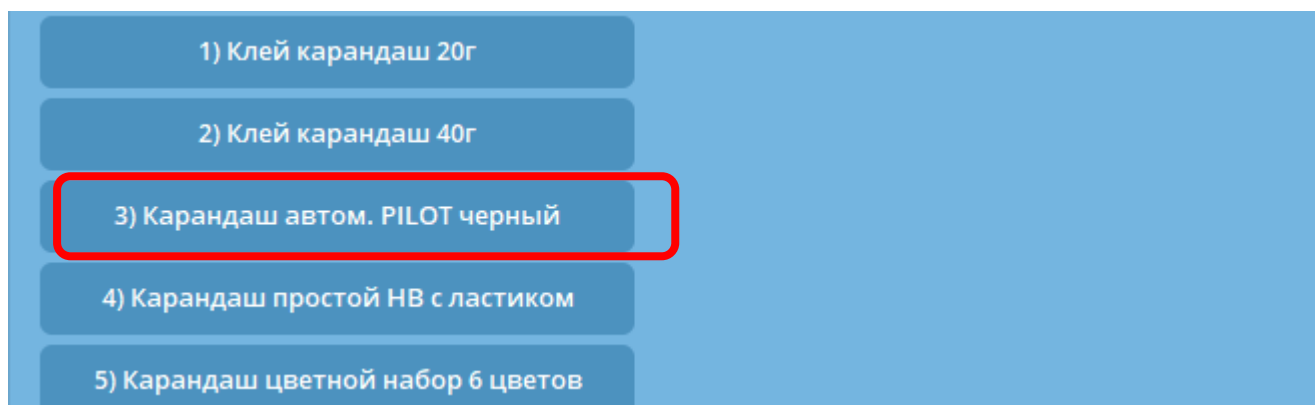 1) Клей карандаш 20г
2) Клей карандаш 40г
3) Карандаш автом. PILOT черный
4) Карандаш простой НВ с ластиком
5) Карандаш цветной набор 6 цветов